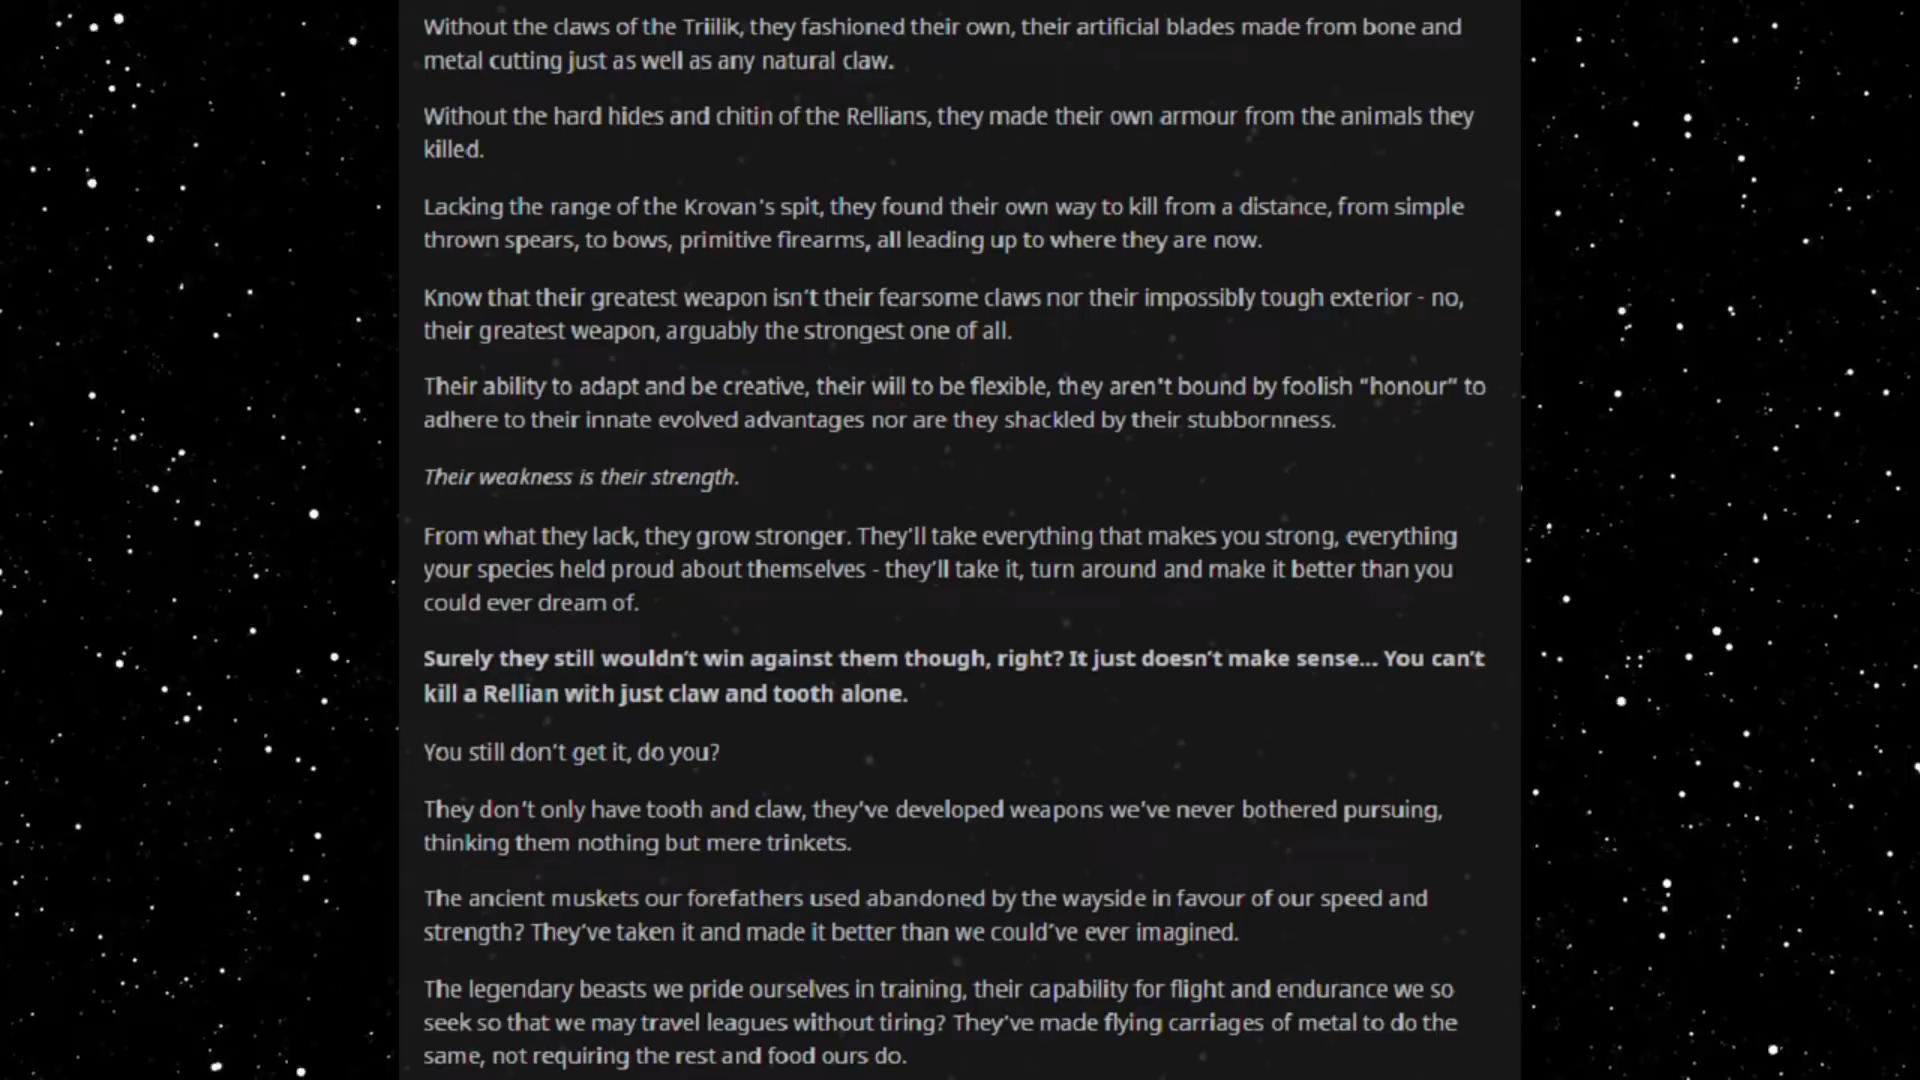 Without the claws of the Triilik, they fashioned their own, their artificial blades made from bone and
metal cutting just as well as any natural claw.
Without the hard hides and chitin of the Rellians, they made their own armour from the animals they
killed.
Lacking the range of the Krovan's spit, they found their own way to kill from a distance, from simple
thrown spears, to bows, primitive firearms, all leading up to where they are now.
Know that their greatest weapon isn't their fearsome claws nor their impossibly tough exterior - no,
their greatest weapon, arguably the strongest one of all.
Their ability to adapt and be creative, their will to be flexible, they aren't bound by foolish "honour" to
adhere to their innate evolved advantages nor are they shackled by their stubbornness.
Their weakness is their strength.
From what they lack, they grow stronger. They'll take everything that makes you strong, everything
your species held proud about themselves - they'll take it, turn around and make it better than you
could ever dream of.
Surely they still wouldn't win against them though, right? It just doesn't make sense... You can't
kill a Rellian with just claw and tooth alone.
You still don't get it, do you?
They don't only have tooth and claw, they've developed weapons we've never bothered pursuing,
thinking them nothing but mere trinkets.
The ancient muskets our forefathers used abandoned by the wayside in favour of our speed and
strength? They've taken it and made it better than we could've ever imagined.
The legendary beasts we pride ourselves in training, their capability for flight and endurance we so
seek so that we may travel leagues without tiring? They've made flying carriages of metal to do the
same, not requiring the rest and food ours do.